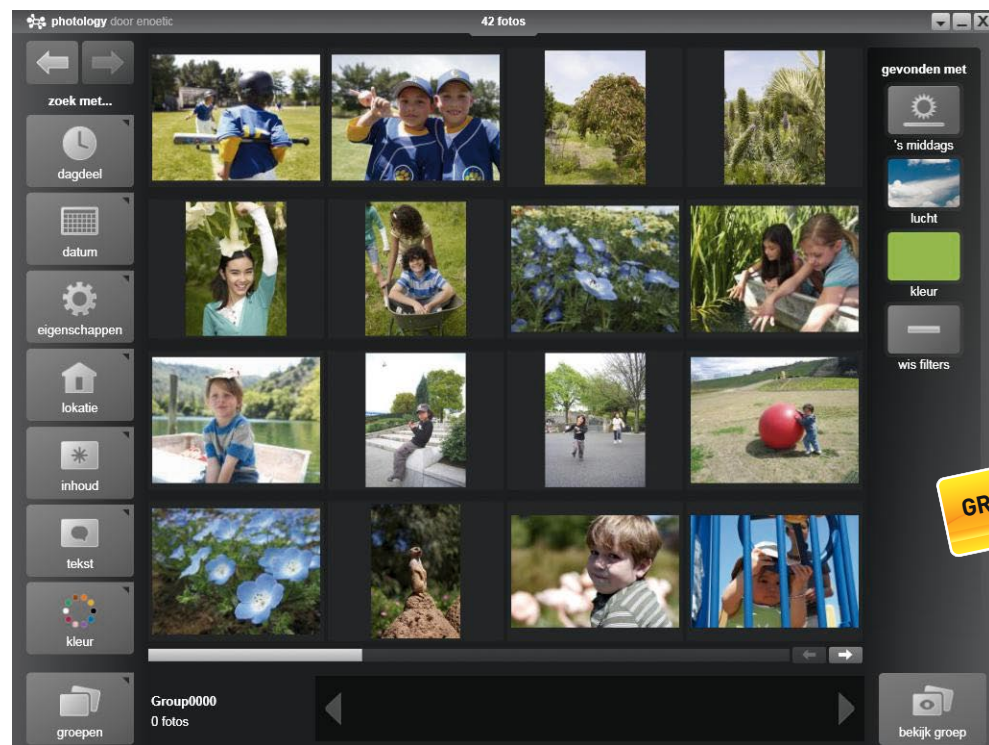 photology door enoetic
42 fotos
zoek met...
dagdeel
datum
eigenschappen
lokatie
inhoud
tekst
kleur
groepen
gevonden met
's middags
lucht
kleur
wis filters
GR
Group0000
0 fotos
bekijk groep